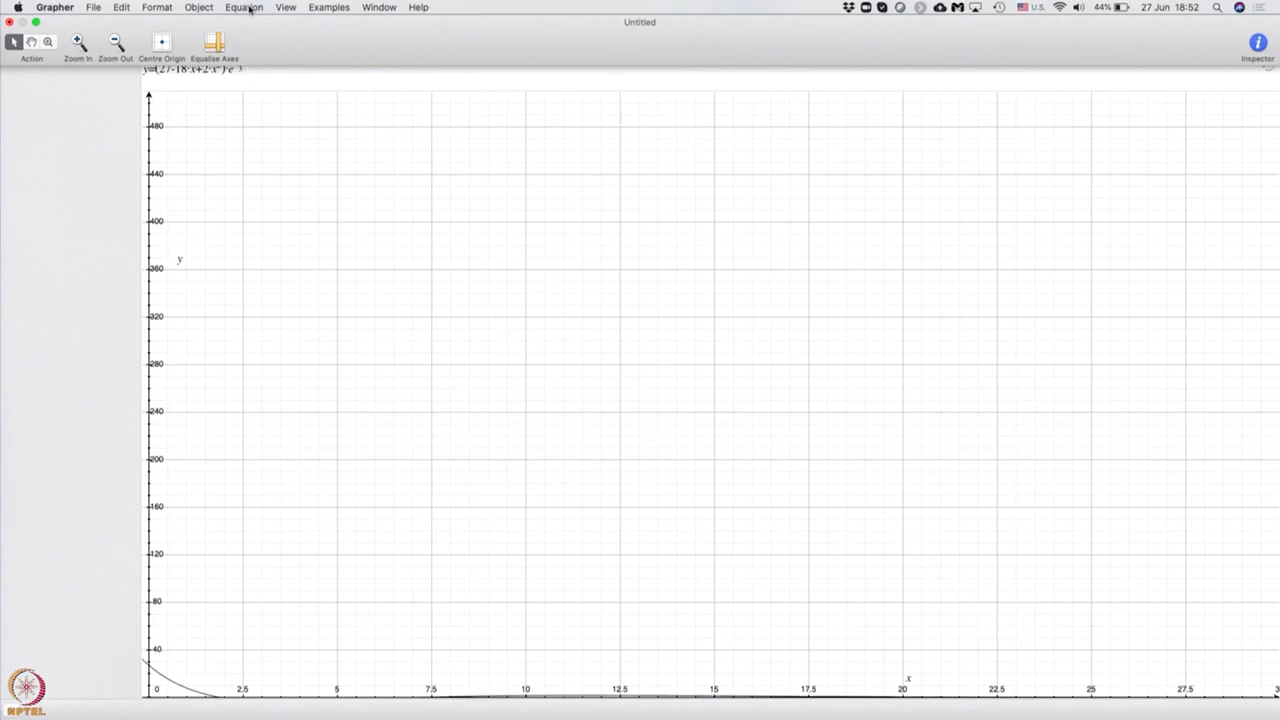 Grapher File Edit Format Object Equation View Examples Window Help U.S. 44% 27 Jun 18:52
Untitled
Action Zoom In Zoom Out Centre Origin Equalise Axes Inspector
480
440
400
y
360
320
280
240
200
160
120
80
40
x
0 2.5 5 7.5 10 12.5 15 20 22.5 25 27.5
NPTEL